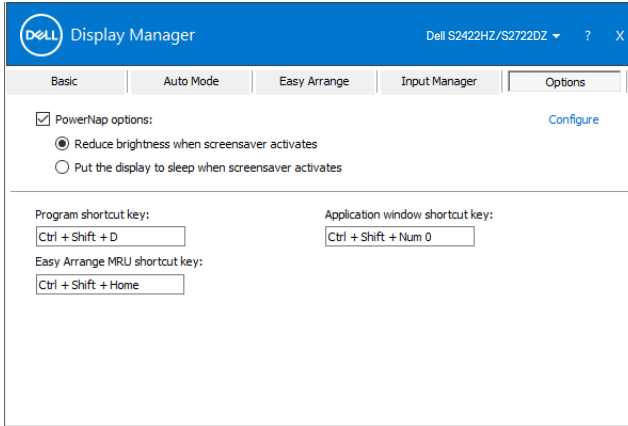 DELL Display Manager Dell S2422HZ/S2722DZ ? X
Basic Auto Mode Easy Arrange Input Manager Options
PowerNap options: Configure
Reduce brightness when screensaver activates
Put the display to sleep when screensaver activates
Program shortcut key: Application window shortcut key:
Ctrl + Shift + D Ctrl + Shift + Num 0
Easy Arrange MRU shortcut key:
Ctrl + Shift + Home